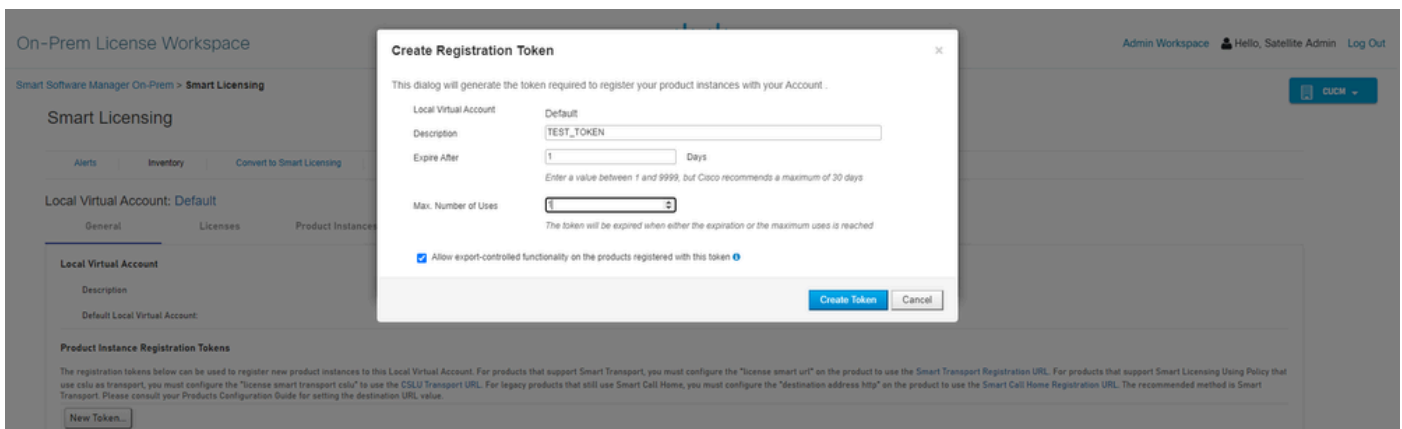 On-Prem License Workspace
Admin Workspace Hello, Satellite Admin Log Out
Smart Software Manager On-Prem > Smart Licensing
CUCM
Smart Licensing
Alerts Inventory Convert to Smart Licensing
Local Virtual Account: Default
General Licenses Product Instances
Local Virtual Account
Description
Default Local Virtual Account:
Product Instance Registration Tokens
The registration tokens below can be used to register new product instances to this Local Virtual Account. For products that support Smart Transport, you must configure the "license smart url" on the product to use the Smart Transport Registration URL. For products that support Smart Licensing Using Policy that
use cslu as transport, you must configure the "license smart transport cslu" to use the CSLU Transport URL. For legacy products that still use Smart Call Home, you must configure the "destination address http" on the product to use the Smart Call Home Registration URL. The recommended method is Smart
Transport. Please consult your Products Configuration Guide for setting the destination URL value.
New Token...
Create Registration Token ×
This dialog will generate the token required to register your product instances with your Account .
Local Virtual Account Default
Description TEST_TOKEN
Expire After 1 Days
Enter a value between 1 and 9999, but Cisco recommends a maximum of 30 days
Max. Number of Uses 1
The token will be expired when either the expiration or the maximum uses is reached
Allow export-controlled functionality on the products registered with this token
Create Token Cancel